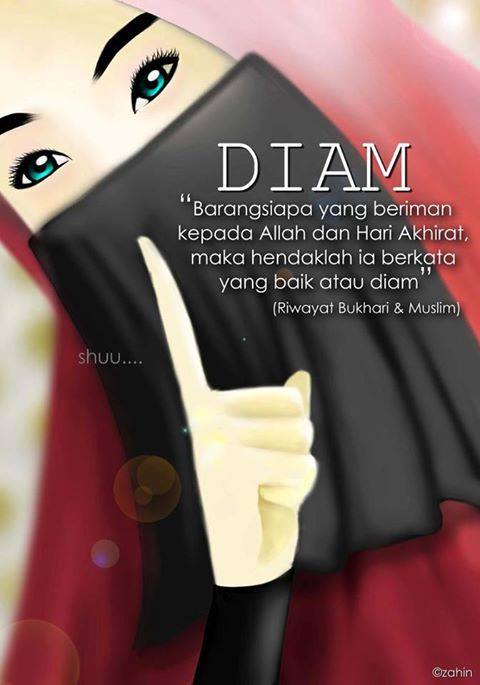 DIAM
“Barangsiapa yang beriman
kepada Allah dan Hari Akhirat,
maka hendaklah ia berkata
yang baik atau diam”
(Riwayat Bukhari & Muslim)
shuu....
©zahin